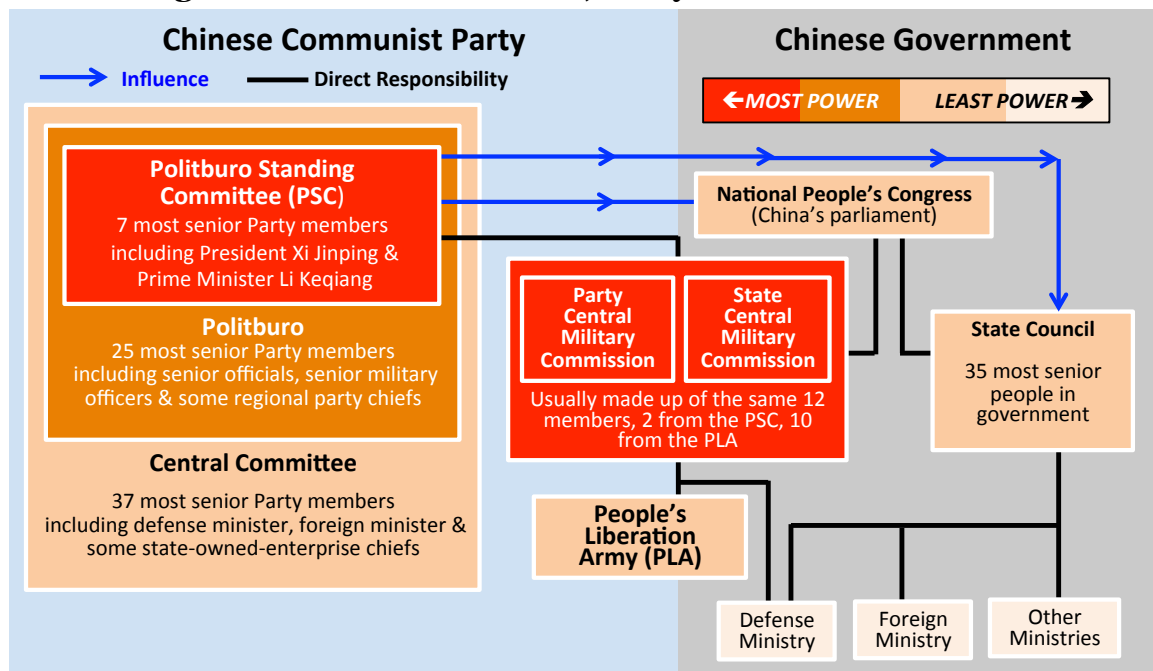 Chinese Communist Party
Chinese Government
Influence
Direct Responsibility
MOST POWER
LEAST POWER
Politburo Standing
Committee (PSC)
7 most senior Party members
including President Xi Jinping &
Prime Minister Li Keqiang
Politburo
25 most senior Party members
including senior officials, senior military
officers & some regional party chiefs
Central Committee
37 most senior Party members
including defense minister, foreign minister &
some state-owned-enterprise chiefs
National People's Congress
(China's parliament)
Party
Central
Military
Commission
State
Central
Military
Commission
Usually made up of the same 12
members, 2 from the PSC, 10
from the PLA
People's
Liberation
Army (PLA)
State Council
35 most senior
people in
government
Defense
Ministry
Foreign
Ministry
Other
Ministries